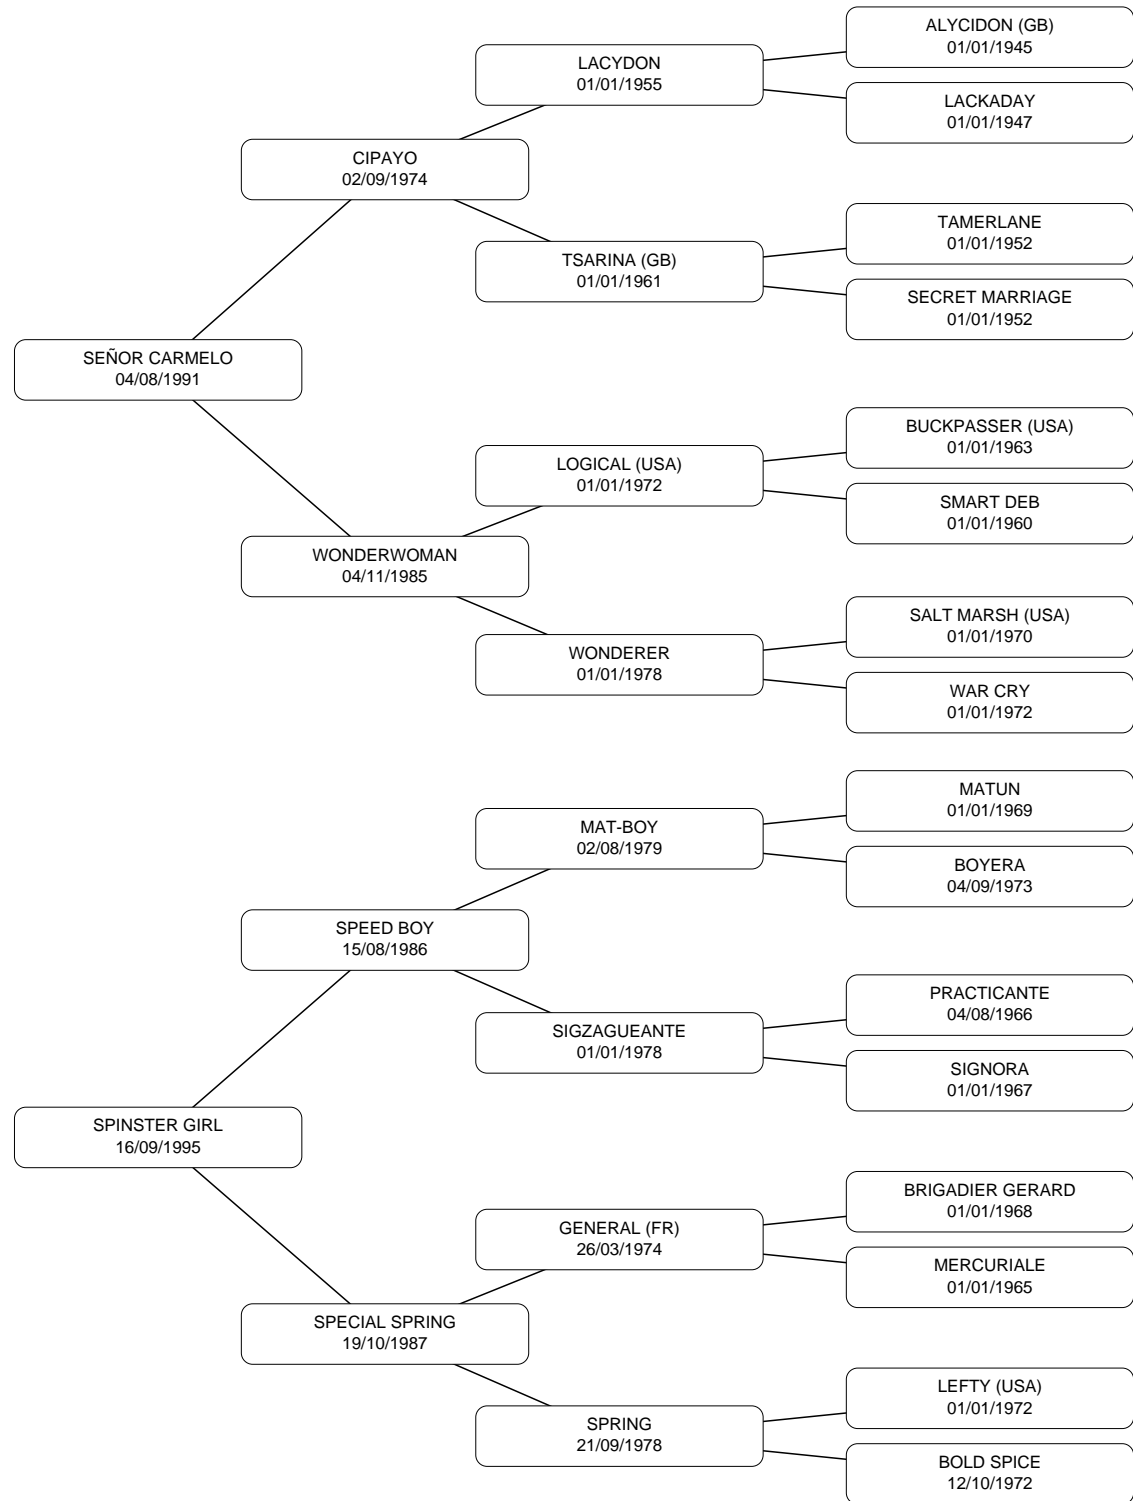 ALYCIDON (GB)
01/01/1945
LACYDON
01/01/1955
LACKADAY
01/01/1947
CIPAYO
02/09/1974
TAMERLANE
01/01/1952
TSARINA (GB)
01/01/1961
SECRET MARRIAGE
01/01/1952
SEÑOR CARMELO
04/08/1991
BUCKPASSER (USA)
01/01/1963
LOGICAL (USA)
01/01/1972
SMART DEB
01/01/1960
WONDERWOMAN
04/11/1985
SALT MARSH (USA)
01/01/1970
WONDERER
01/01/1978
WAR CRY
01/01/1972
MATUN
01/01/1969
MAT-BOY
02/08/1979
BOYERA
04/09/1973
SPEED BOY
15/08/1986
PRACTICANTE
04/08/1966
SIGZAGUEANTE
01/01/1978
SIGNORA
01/01/1967
SPINSTER GIRL
16/09/1995
BRIGADIER GERARD
01/01/1968
GENERAL (FR)
26/03/1974
MERCURIALE
01/01/1965
SPECIAL SPRING
19/10/1987
LEFTY (USA)
01/01/1972
SPRING
21/09/1978
BOLD SPICE
12/10/1972